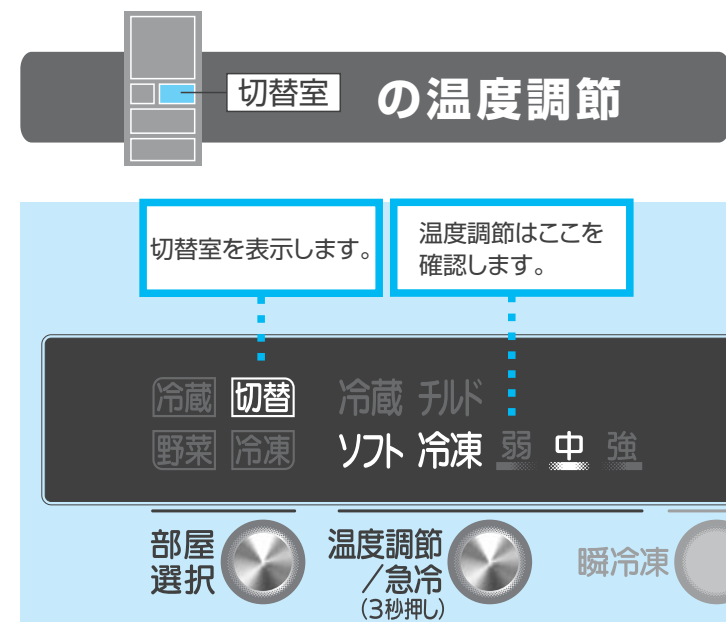 切替室 の温度調節
切替室を表示します。
温度調節はここを
確認します。
冷蔵 切替 冷蔵 チルド
野菜 冷凍 ソフト 冷凍 弱 中 強
部屋
選択
温度調節
／急冷
(3秒押し)
瞬冷凍